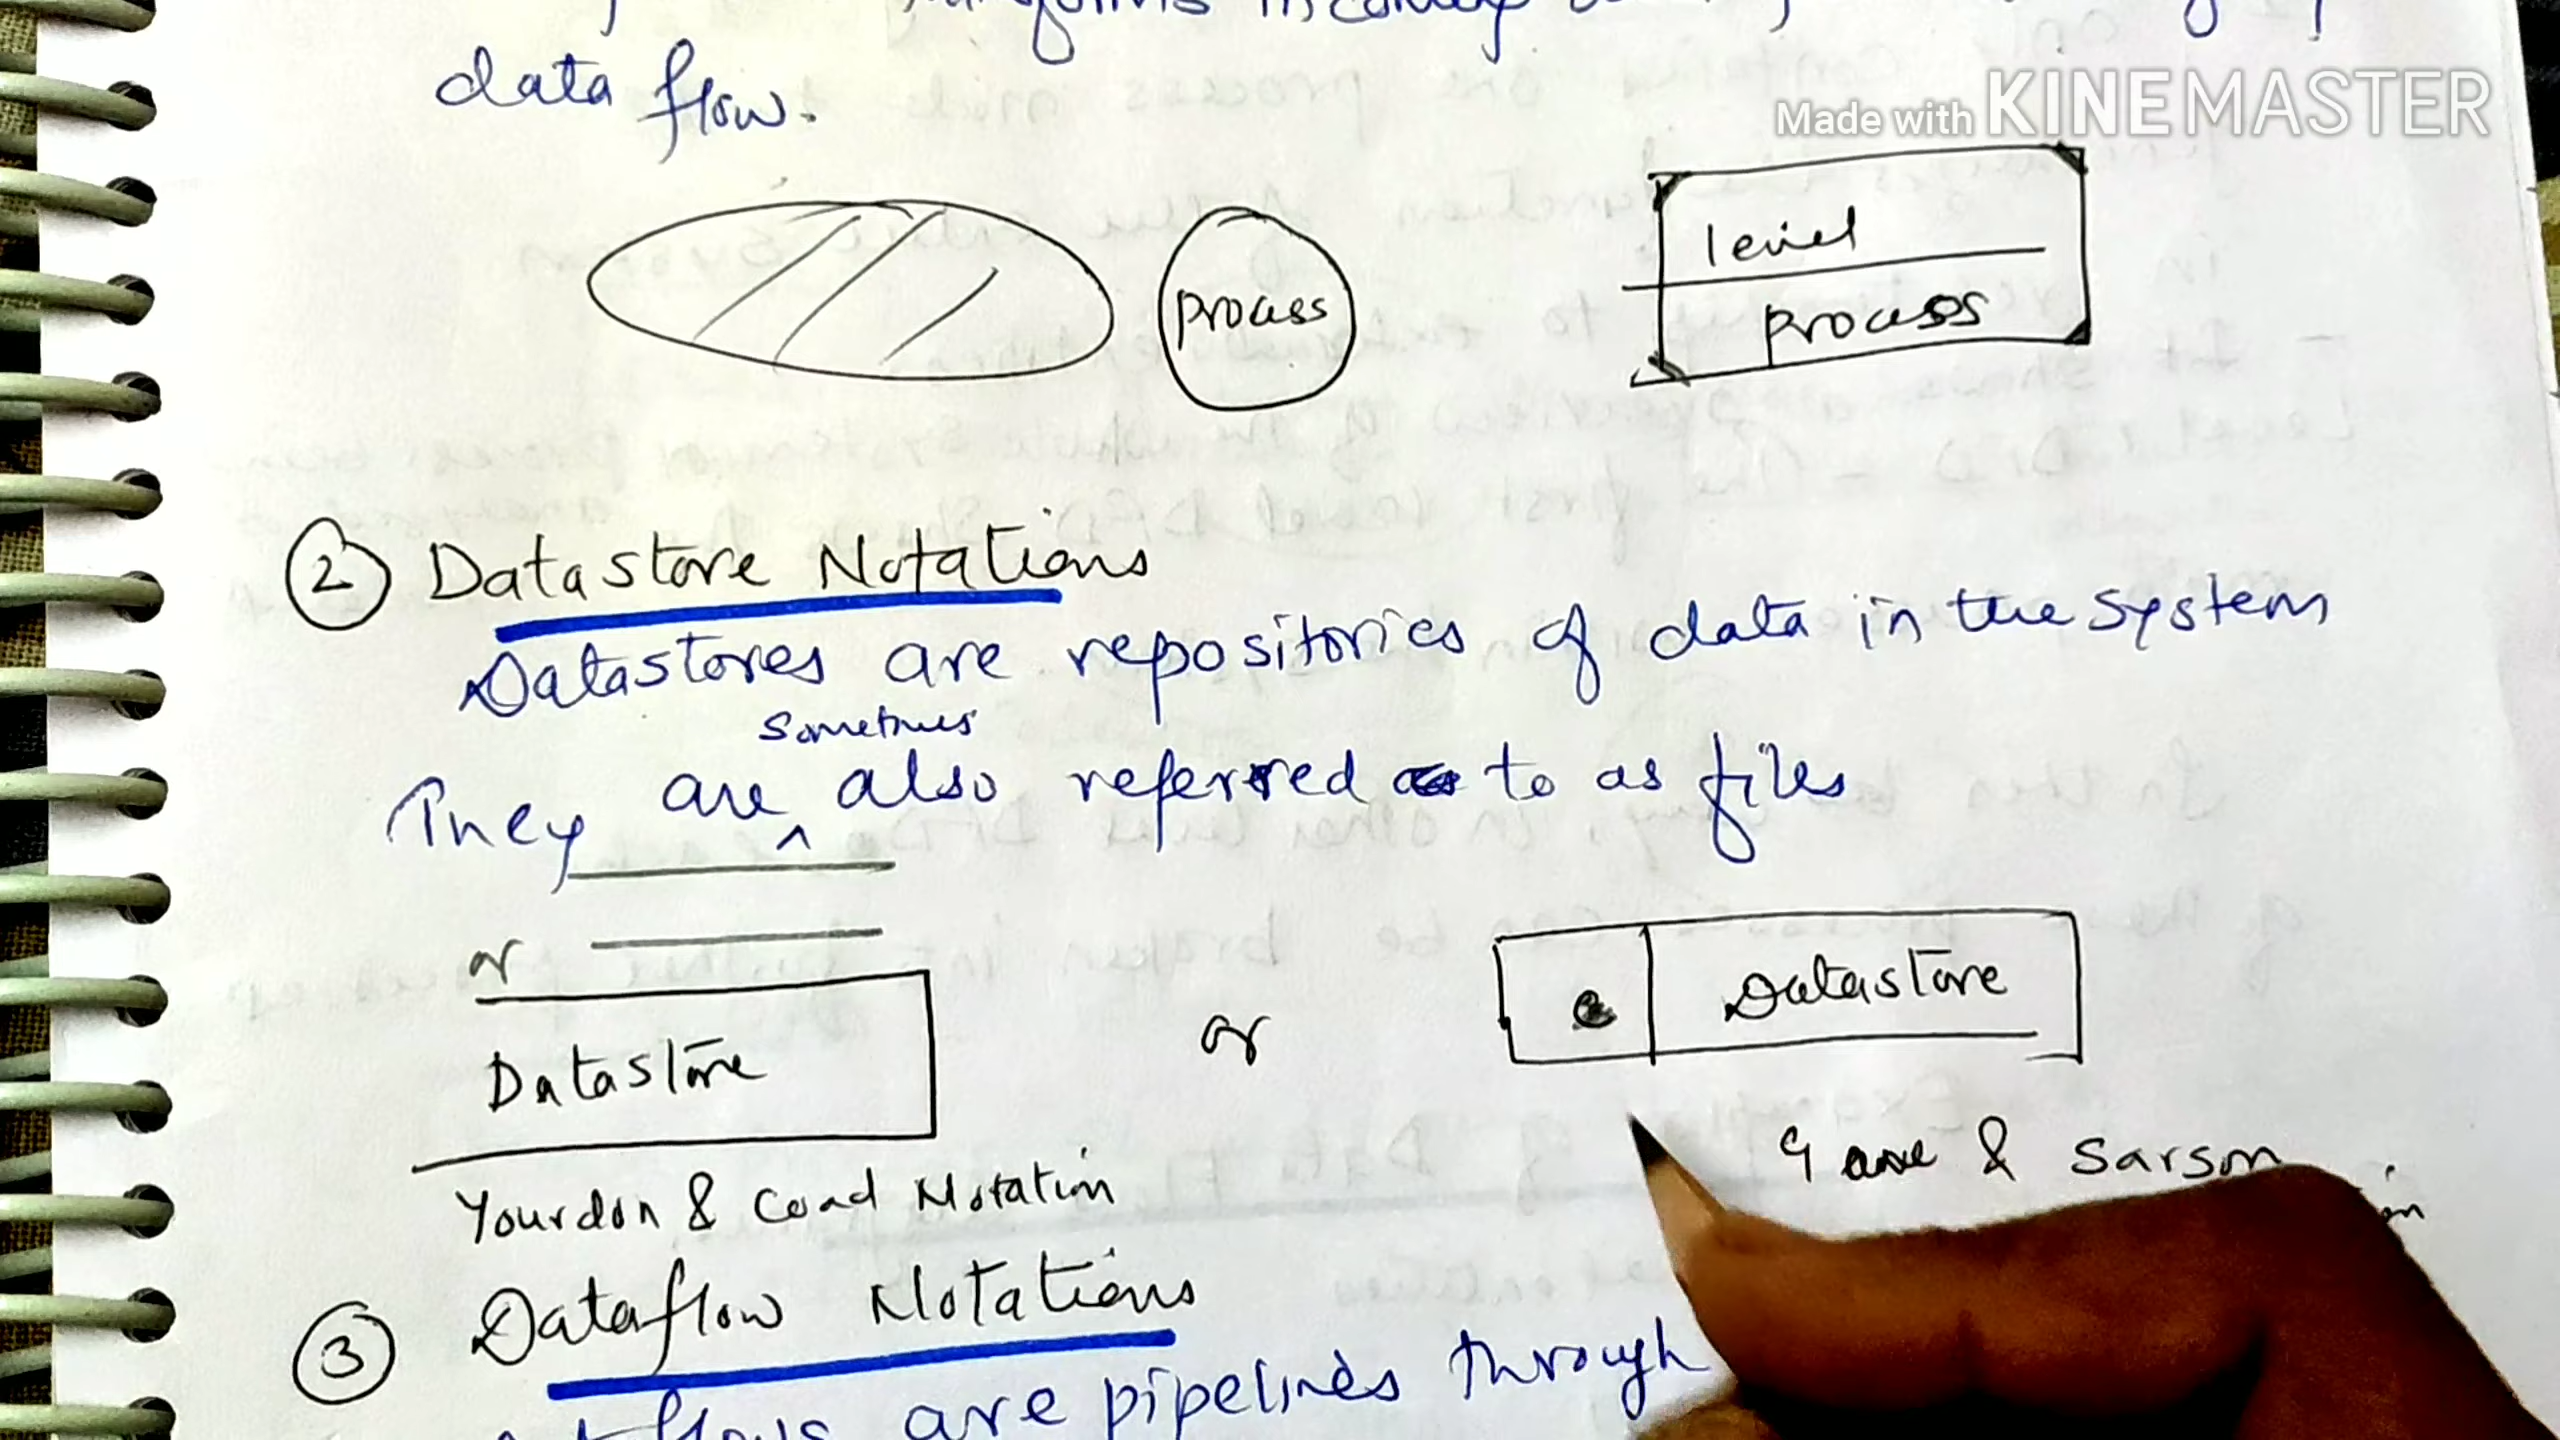 Made with KINEMASTER
data flow.
process
level
process
2 Datastore Notations
Datastores are repositories of data in the system
sometimes
They are ^ also referred to as files
or
Datastore
or
Datastore
Yourdon & Coad Notation
Gane & Sarson
3 Dataflow Notations
are pipelines through